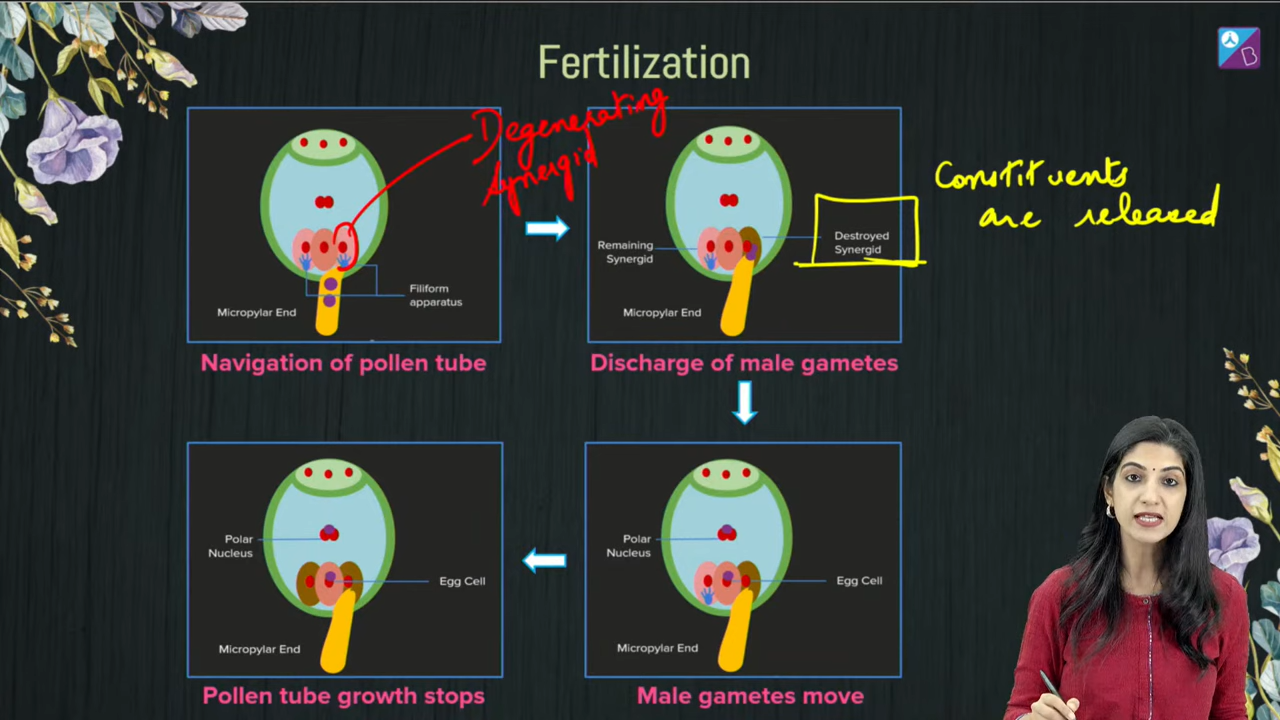 Fertilization
Degenerating
Synergid
Filiform
apparatus
Micropylar End
Navigation of pollen tube
Remaining
Synergid
Destroyed
Synergid
Micropylar End
Discharge of male gametes
Constituents
are released
B
Polar
Nucleus
Egg Cell
Micropylar End
Pollen tube growth stops
Polar
Nucleus
Egg Cell
Micropylar End
Male gametes move